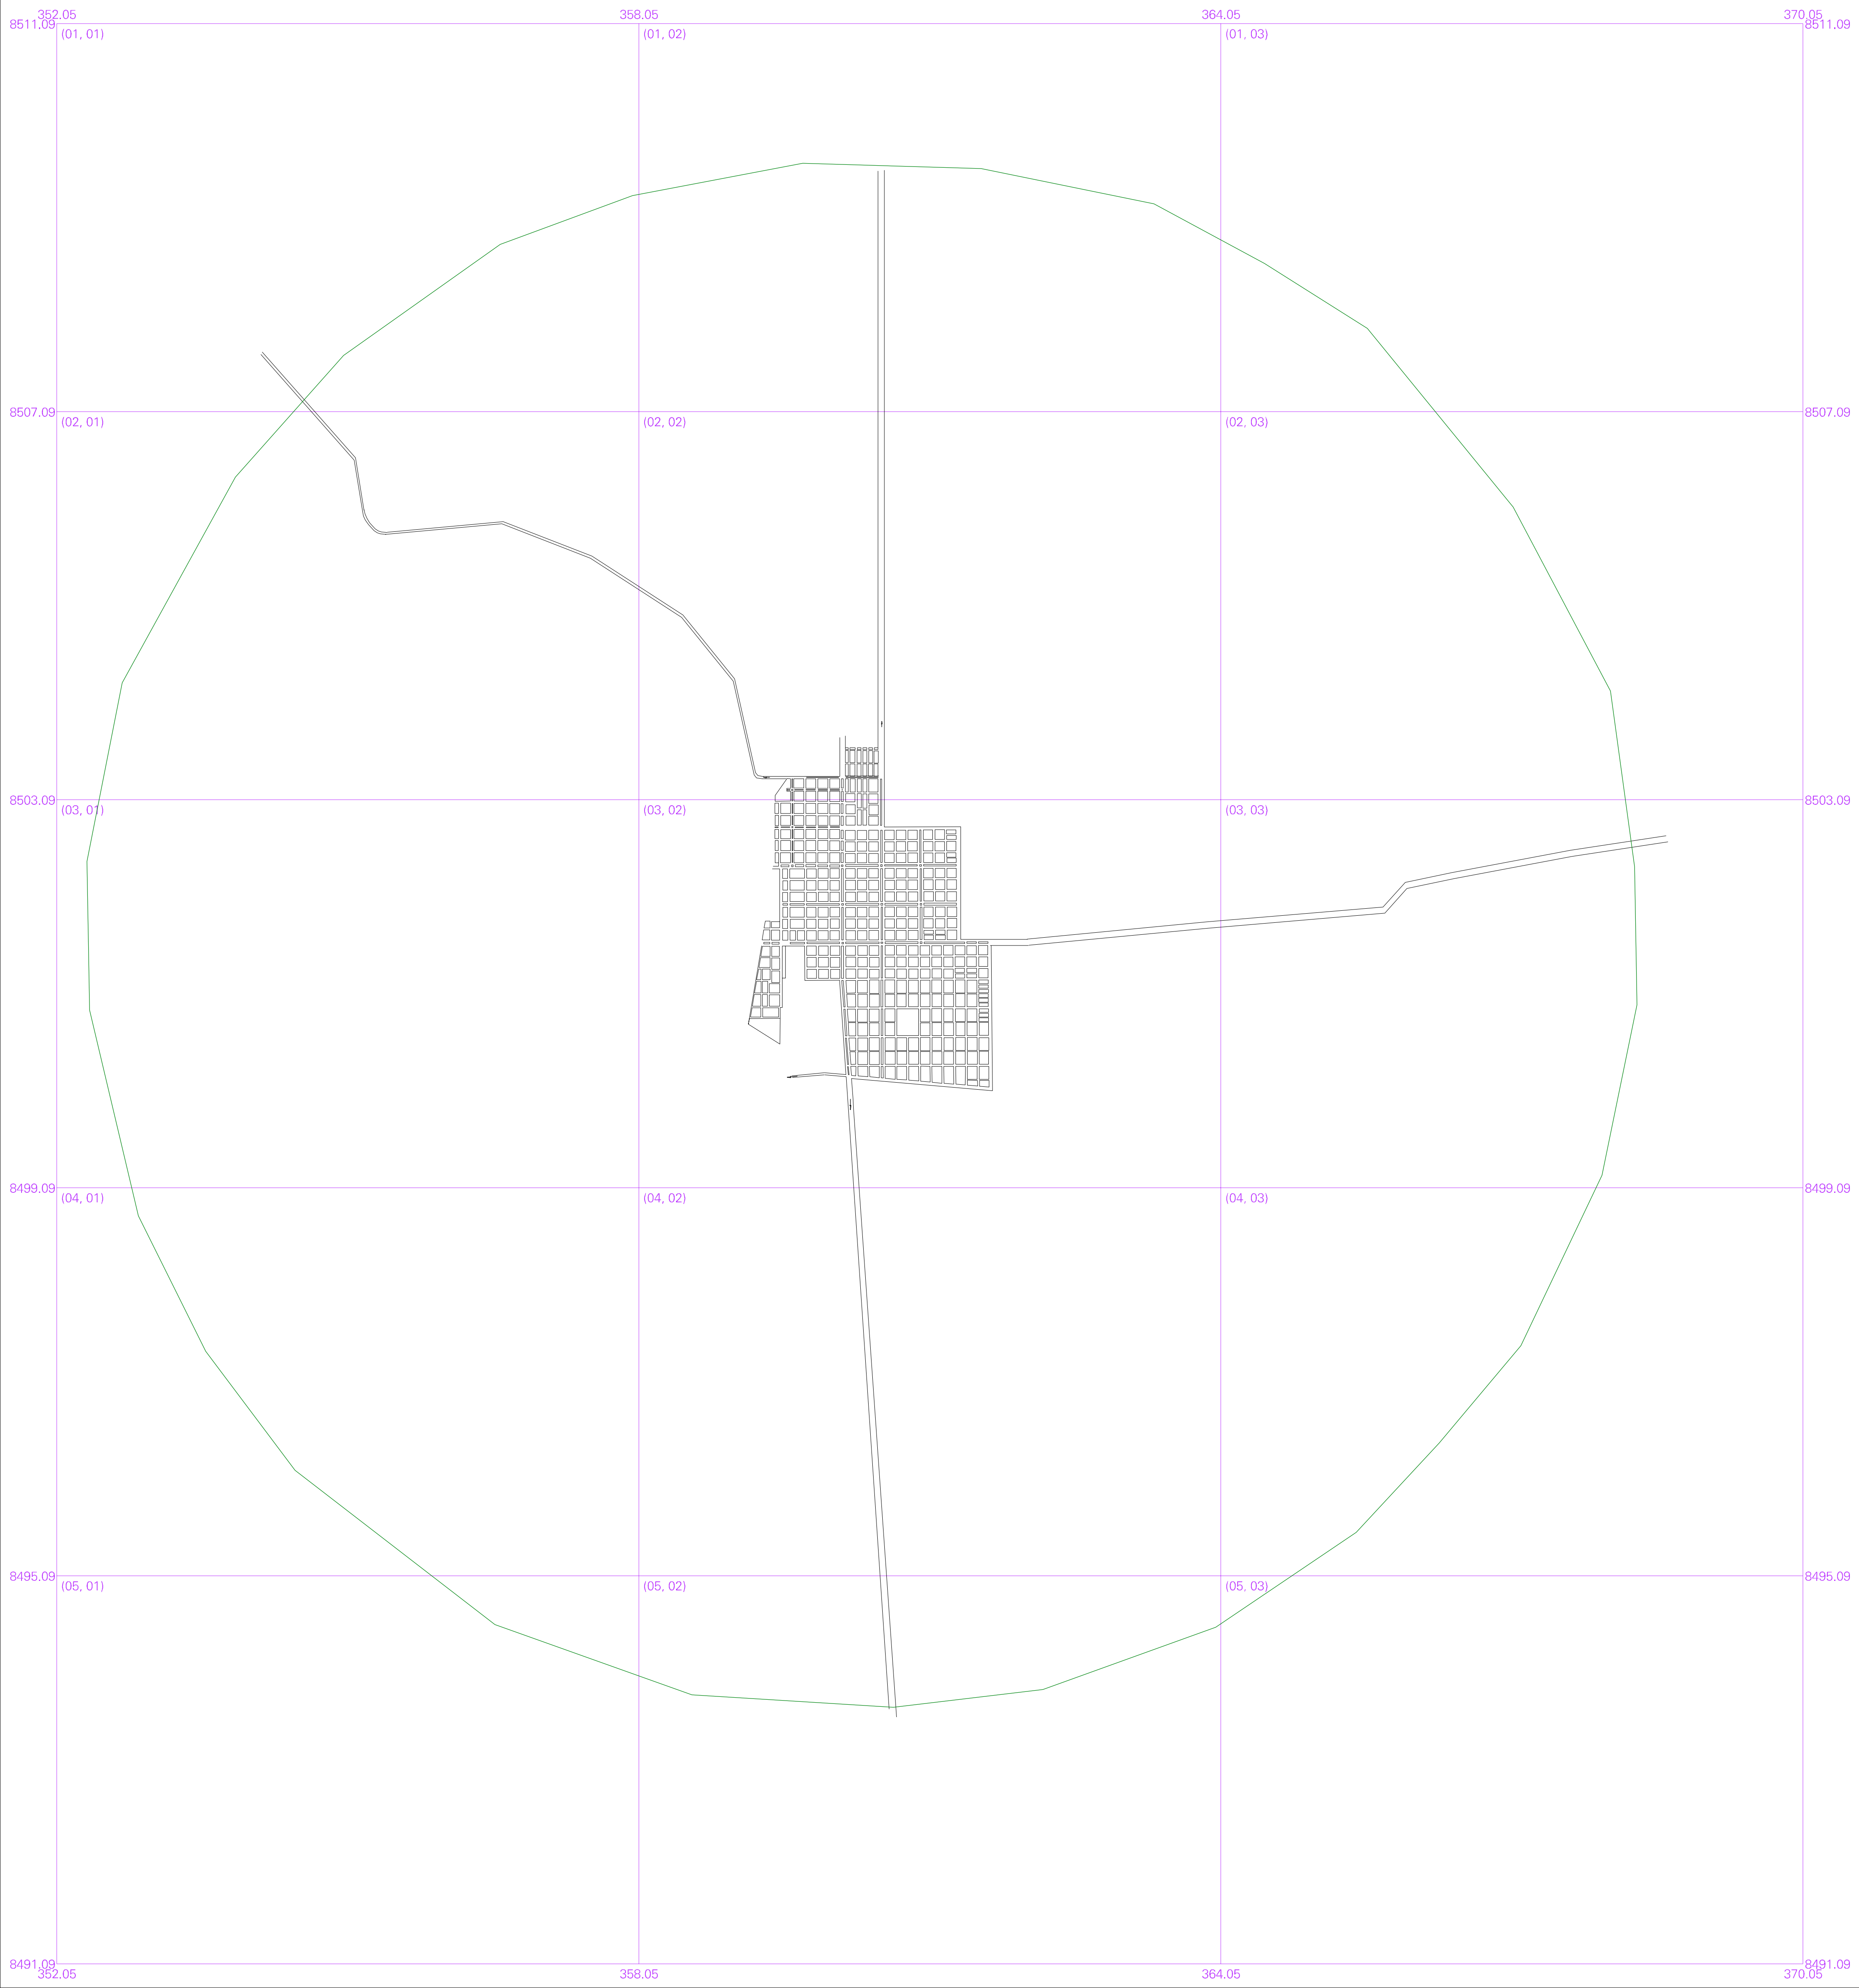 352.05 358.05 364.05 370.05
8511.09 8511.09
(01, 01) (01, 02) (01, 03)
8507.09 8507.09
(02, 01) (02, 02) (02, 03)
8503.09 8503.09
(03, 01) (03, 02) (03, 03)
8499.09 8499.09
(04, 01) (04, 02) (04, 03)
8495.09 8495.09
(05, 01) (05, 02) (05, 03)
8491.09 8491.09
352.05 358.05 364.05 370.05